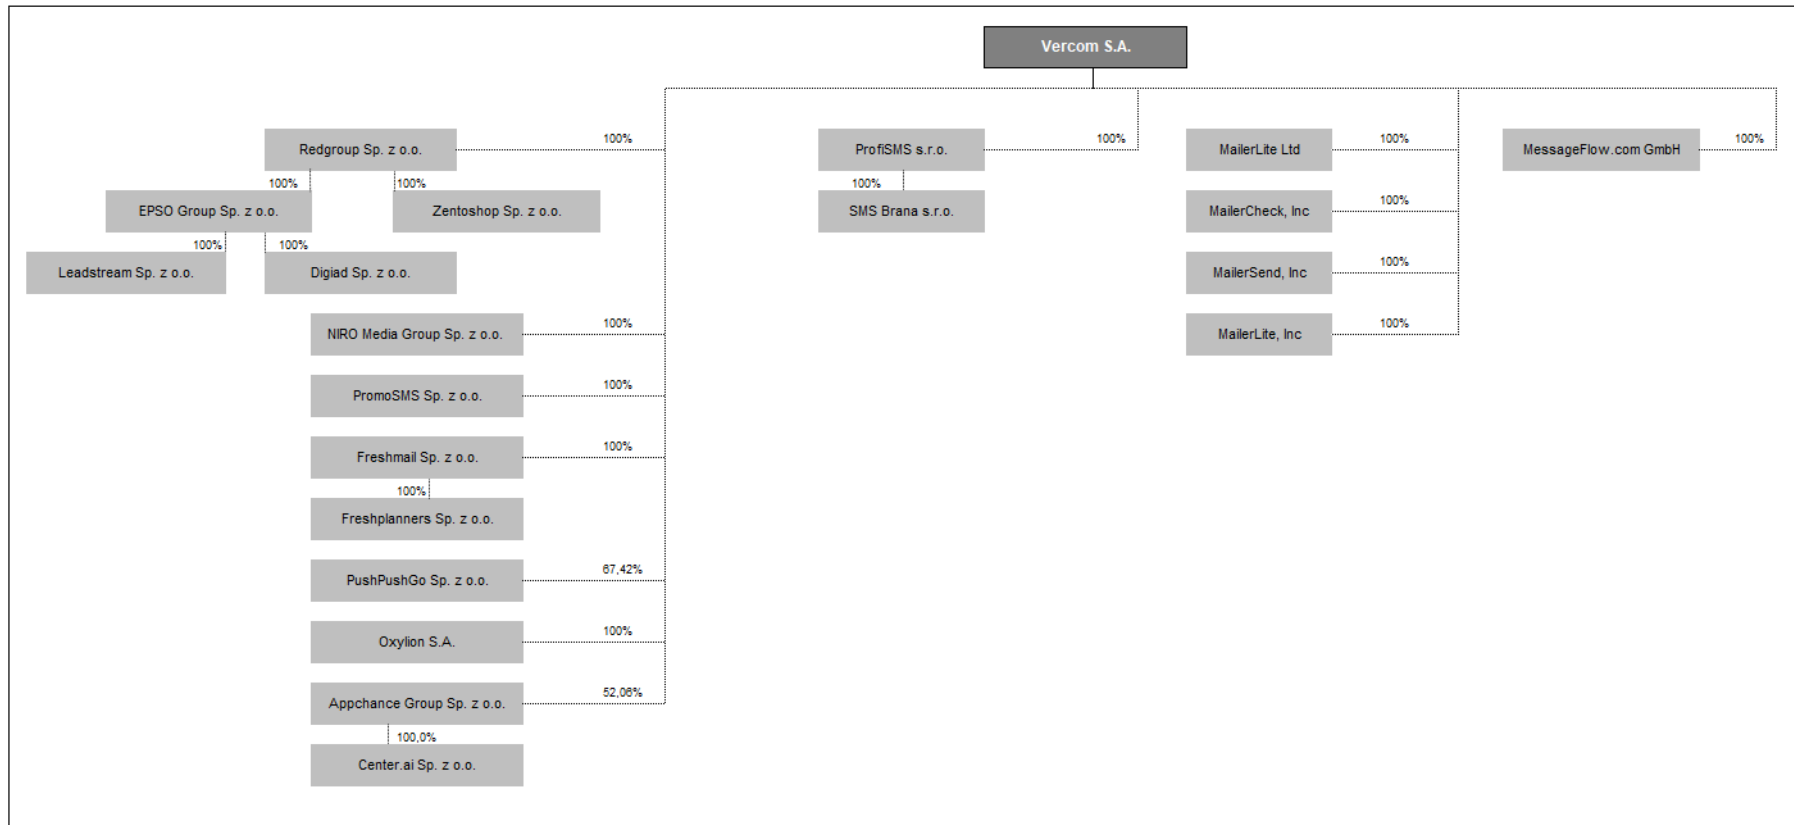 Vercom S.A.
Redgroup Sp. z o.o.
100%
ProfiSMS s.r.o.
100%
MailerLite Ltd
100%
MessageFlow.com GmbH
100%
100%
100%
100%
EPSO Group Sp. z o.o.
Zentoshop Sp. z o.o.
SMS Brana s.r.o.
MailerCheck, Inc
100%
100%
100%
Leadstream Sp. z o.o.
Digiad Sp. z o.o.
MailerSend, Inc
100%
NIRO Media Group Sp. z o.o.
100%
MailerLite, Inc
100%
PromoSMS Sp. z o.o.
100%
Freshmail Sp. z o.o.
100%
100%
Freshplanners Sp. z o.o.
PushPushGo Sp. z o.o.
67,42%
Oxylion S.A.
100%
Appchance Group Sp. z o.o.
52,06%
100,0%
Center.ai Sp. z o.o.